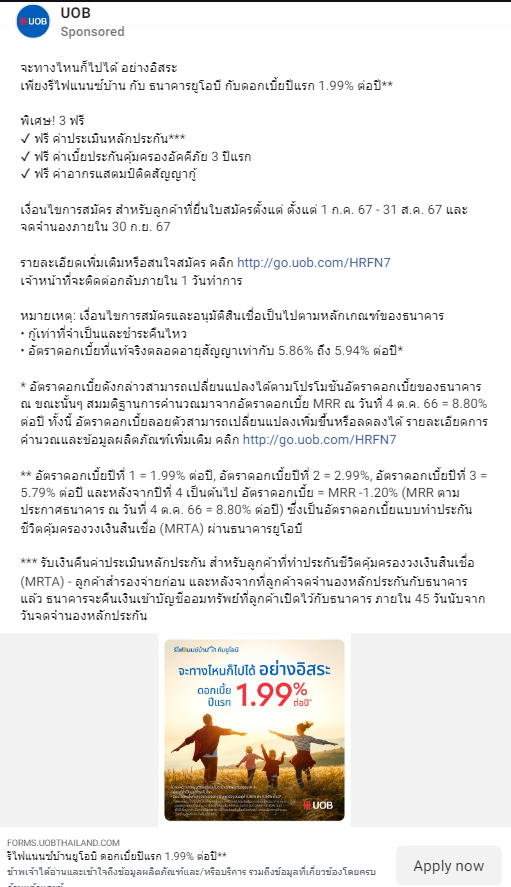 UOB
UOB
Sponsored
จะทางไหนก็ไปได้ อย่างอิสระ
เพียงรีไฟแนนซ์บ้าน กับ ธนาคารยูโอบี กับดอกเบี้ยปีแรก 1.99% ต่อปี**
พิเศษ! 3 ฟรี
✓ ฟรี ค่าประเมินหลักประกัน***
✓ ฟรี ค่าเบี้ยประกันคุ้มครองอัคคีภัย 3 ปีแรก
✓ ฟรี ค่าอากรแสตมป์ติดสัญญากู้
เงื่อนไขการสมัคร สำหรับลูกค้าที่ยื่นใบสมัครตั้งแต่ ตั้งแต่ 1 ก.ค. 67 - 31 ส.ค. 67 และ
จดจำนองภายใน 30 ก.ย. 67
รายละเอียดเพิ่มเติมหรือสนใจสมัคร คลิก http://go.uob.com/HRFN7
เจ้าหน้าที่จะติดต่อกลับภายใน 1 วันทำการ
หมายเหตุ: เงื่อนไขการสมัครและอนุมัติสินเชื่อเป็นไปตามหลักเกณฑ์ของธนาคาร
• กู้เท่าที่จำเป็นและชำระคืนไหว
• อัตราดอกเบี้ยที่แท้จริงตลอดอายุสัญญาเท่ากับ 5.86% ถึง 5.94% ต่อปี*
* อัตราดอกเบี้ยดังกล่าวสามารถเปลี่ยนแปลงได้ตามโปรโมชันอัตราดอกเบี้ยของธนาคาร
ณ ขณะนั้นๆ สมมติฐานการคำนวณมาจากอัตราดอกเบี้ย MRR ณ วันที่ 4 ต.ค. 66 = 8.80%
ต่อปี ทั้งนี้ อัตราดอกเบี้ยลอยตัวสามารถเปลี่ยนแปลงเพิ่มขึ้นหรือลดลงได้ รายละเอียดการ
คำนวณและข้อมูลผลิตภัณฑ์เพิ่มเติม คลิก http://go.uob.com/HRFN7
** อัตราดอกเบี้ยปีที่ 1 = 1.99% ต่อปี, อัตราดอกเบี้ยปีที่ 2 = 2.99%, อัตราดอกเบี้ยปีที่ 3 =
5.79% ต่อปี และหลังจากปีที่ 4 เป็นต้นไป อัตราดอกเบี้ย = MRR -1.20% (MRR ตาม
ประกาศธนาคาร ณ วันที่ 4 ต.ค. 66 = 8.80% ต่อปี) ซึ่งเป็นอัตราดอกเบี้ยแบบทำประกัน
ชีวิตคุ้มครองวงเงินสินเชื่อ (MRTA) ผ่านธนาคารยูโอบี
*** รับเงินคืนค่าประเมินหลักประกัน สำหรับลูกค้าที่ทำประกันชีวิตคุ้มครองวงเงินสินเชื่อ
(MRTA) - ลูกค้าสำรองจ่ายก่อน และหลังจากที่ลูกค้าจดจำนองหลักประกันกับธนาคาร
แล้ว ธนาคารจะคืนเงินเข้าบัญชีออมทรัพย์ที่ลูกค้าเปิดไว้กับธนาคาร ภายใน 45 วันนับจาก
วันจดจำนองหลักประกัน
รีไฟแนนซ์บ้าน กับยูโอบี
จะทางไหนก็ไปได้ อย่างอิสระ
ดอกเบี้ย
ปีแรก 1.99% ต่อปี*
UOB
FORMS.UOBTHAILAND.COM
รีไฟแนนซ์บ้านยูโอบี ดอกเบี้ยปีแรก 1.99% ต่อปี**
ข้าพเจ้าได้อ่านและเข้าใจถึงข้อมูลผลิตภัณฑ์และ/หรือบริการ รวมถึงข้อมูลที่เกี่ยวข้องโดยครบ
Apply now